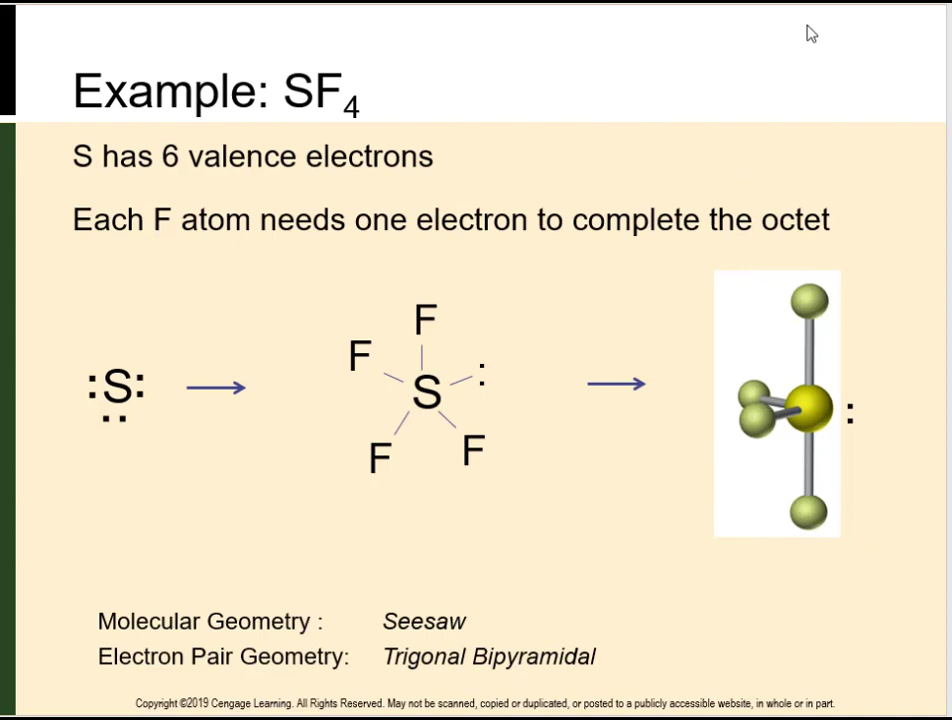 Example: SF₄
S has 6 valence electrons
Each F atom needs one electron to complete the octet
F
F
:S:
..
S :
:
F F
Molecular Geometry : Seesaw
Electron Pair Geometry: Trigonal Bipyramidal
Copyright ©2019 Cengage Learning. All Rights Reserved. May not be scanned, copied or duplicated, or posted to a publicly accessible website, in whole or in part.